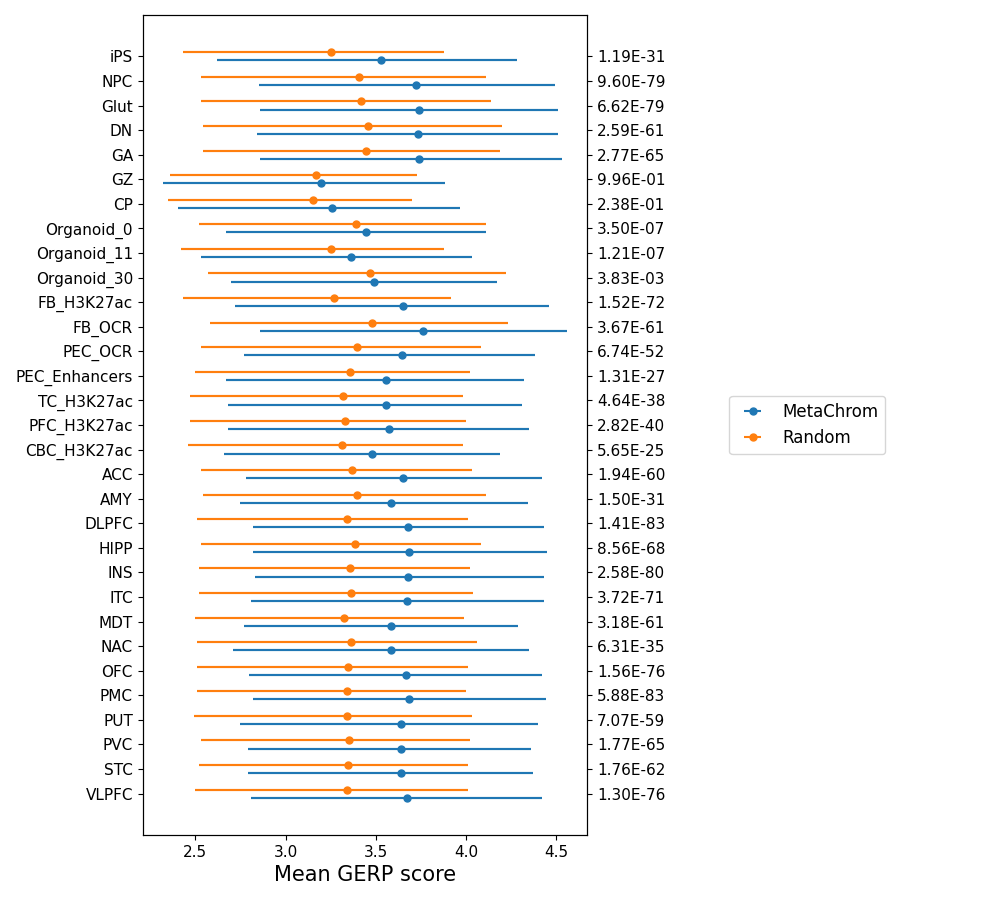 iPS 1.19E-31
NPC 9.60E-79
Glut 6.62E-79
DN 2.59E-61
GA 2.77E-65
GZ 9.96E-01
CP 2.38E-01
Organoid_0 3.50E-07
Organoid_11 1.21E-07
Organoid_30 3.83E-03
FB_H3K27ac 1.52E-72
FB_OCR 3.67E-61
PEC_OCR 6.74E-52
PEC_Enhancers 1.31E-27
TC_H3K27ac 4.64E-38
PFC_H3K27ac 2.82E-40
CBC_H3K27ac 5.65E-25
ACC 1.94E-60
AMY 1.50E-31
DLPFC 1.41E-83
HIPP 8.56E-68
INS 2.58E-80
ITC 3.72E-71
MDT 3.18E-61
NAC 6.31E-35
OFC 1.56E-76
PMC 5.88E-83
PUT 7.07E-59
PVC 1.77E-65
STC 1.76E-62
VLPFC 1.30E-76
2.5 3.0 3.5 4.0 4.5
Mean GERP score
MetaChrom
Random